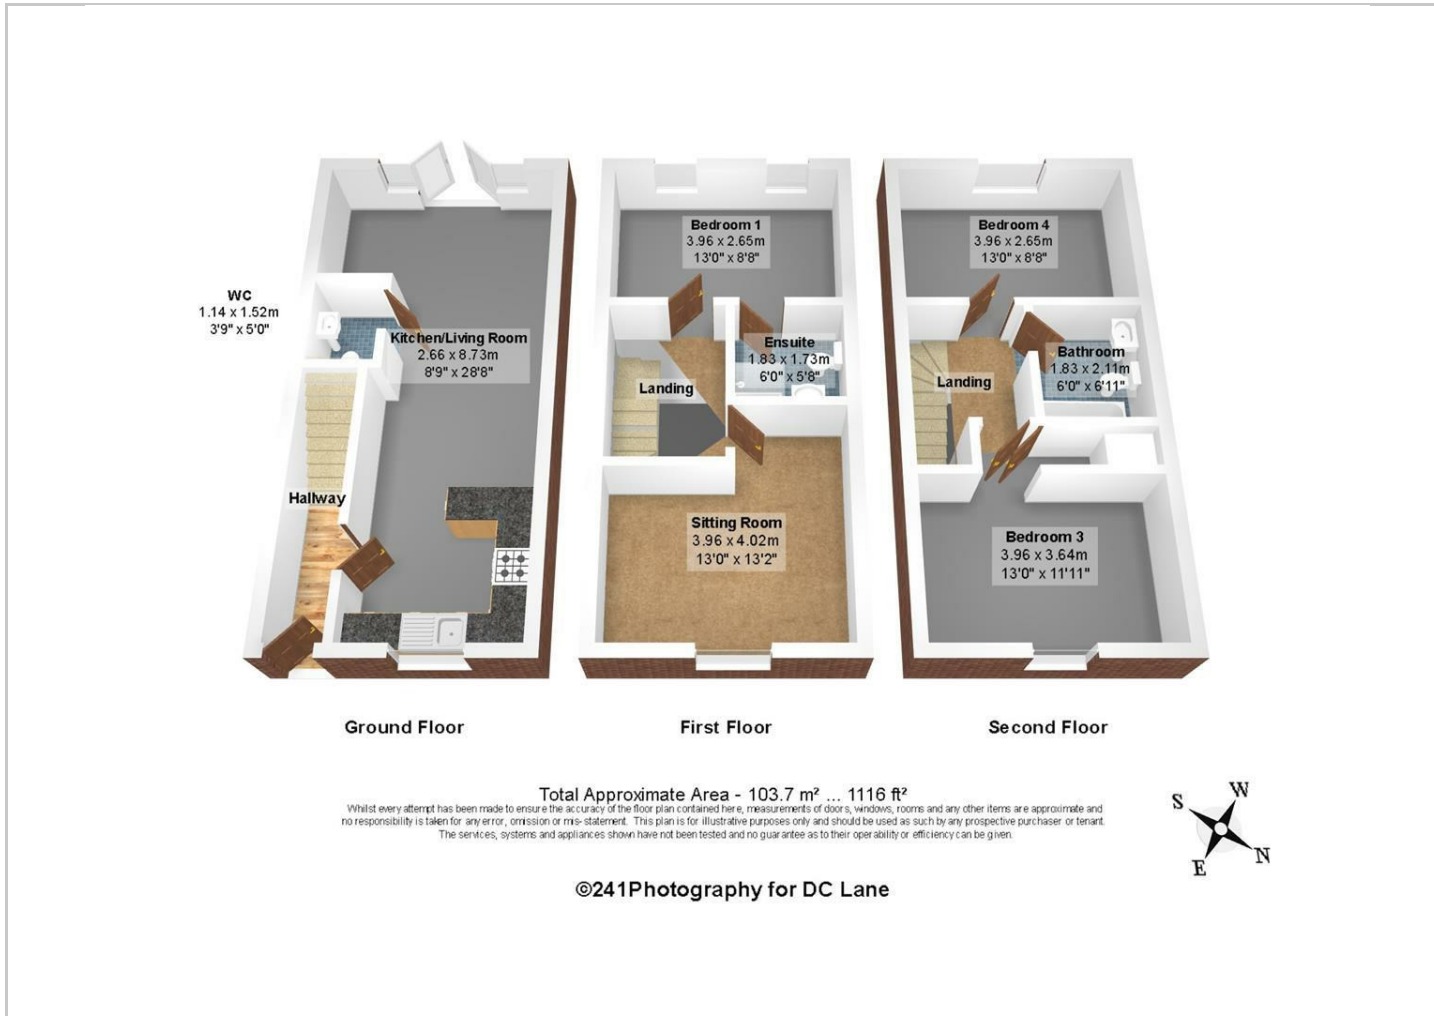 WC
1.14 x 1.52m
3'9" x 5'0"
Kitchen/Living Room
2.66 x 8.73m
8'9" x 28'8"
Hallway
Bedroom 1
3.96 x 2.65m
13'0" x 8'8"
Ensuite
1.83 x 1.73m
6'0" x 5'8"
Landing
Sitting Room
3.96 x 4.02m
13'0" x 13'2"
Bedroom 4
3.96 x 2.65m
13'0" x 8'8"
Bathroom
1.83 x 2.11m
6'0" x 6'11"
Landing
Bedroom 3
3.96 x 3.64m
13'0" x 11'11"
Ground Floor
First Floor
Second Floor
Total Approximate Area - 103.7 m² ... 1116 ft²
Whilst every attempt has been made to ensure the accuracy of the floor plan contained here, measurements of doors, windows, rooms and any other items are approximate and
no responsibility is taken for any error, omission or mis-statement. This plan is for illustrative purposes only and should be used as such by any prospective purchaser or tenant.
The services, systems and appliances shown have not been tested and no guarantee as to their operability or efficiency can be given.
©241Photography for DC Lane
S
W
E
N